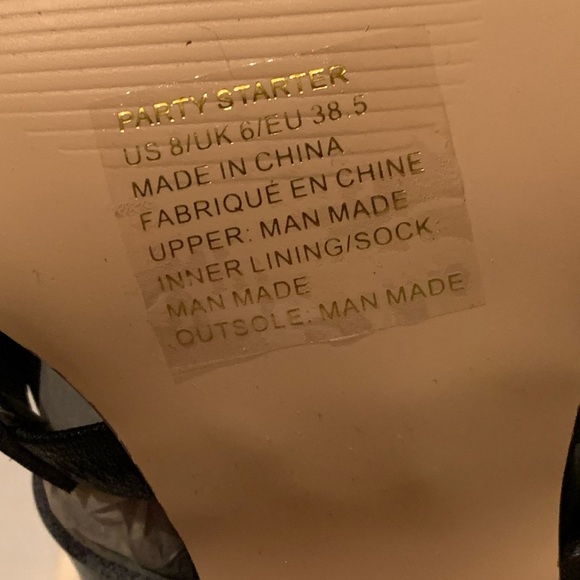 PARTY STARTER
US 8/UK 6/EU 38.5
MADE IN CHINA
FABRIQUÉ EN CHINE
UPPER: MAN MADE
INNER LINING/SOCK:
MAN MADE
OUTSOLE: MAN MADE